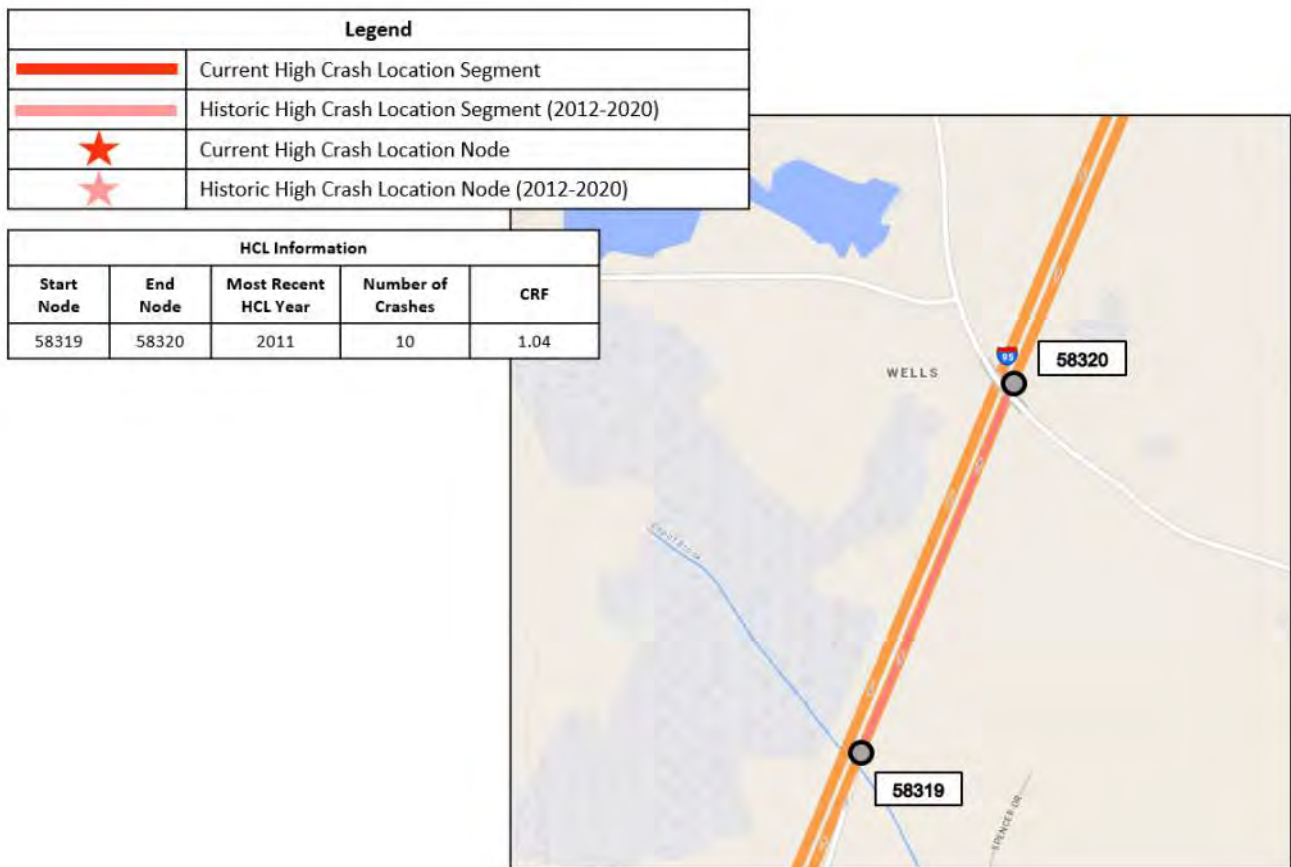 Legend
Current High Crash Location Segment
Historic High Crash Location Segment (2012-2020)
Current High Crash Location Node
Historic High Crash Location Node (2012-2020)
HCL Information
Start Node
End Node
Most Recent HCL Year
Number of Crashes
CRF
58319
58320
2011
10
1.04
95
58320
WELLS
58319
SPENCER DR